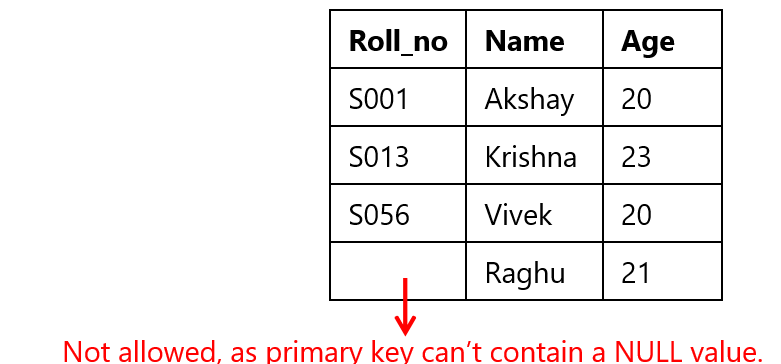 Roll_no Name Age
S001 Akshay 20
S013 Krishna 23
S056 Vivek 20
Raghu 21
Not allowed, as primary key can’t contain a NULL value.